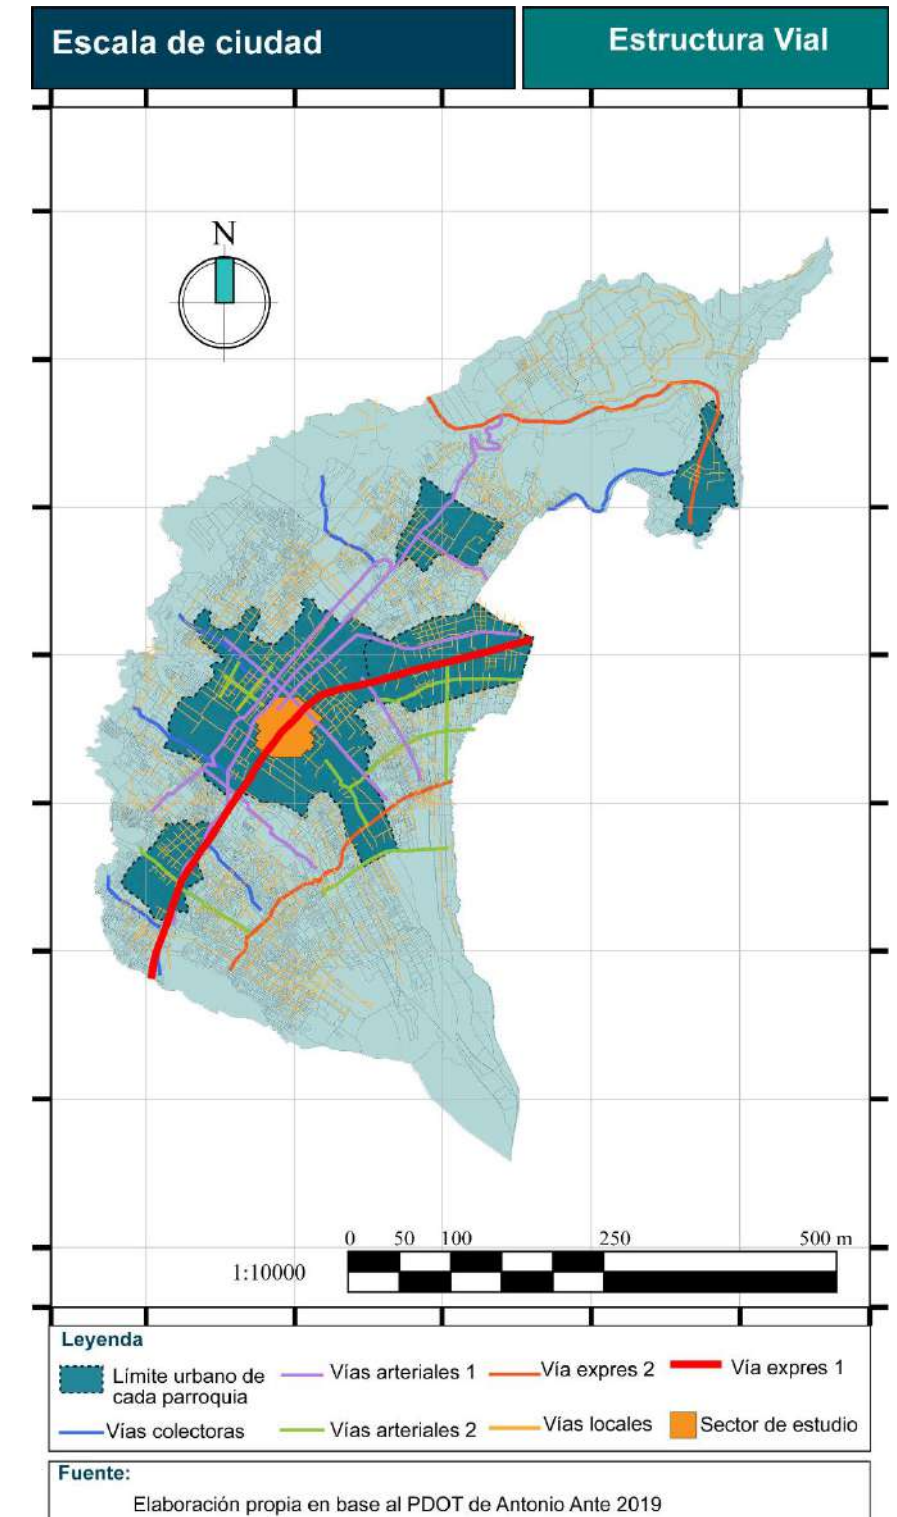 Escala de ciudad
Estructura Vial
N
0 50 100 250 500 m
1:10000
Leyenda
Límite urbano de
cada parroquia
Vías arteriales 1
Vía expres 2
Vía expres 1
Vías colectoras
Vías arteriales 2
Vías locales
Sector de estudio
Fuente:
Elaboración propia en base al PDOT de Antonio Ante 2019